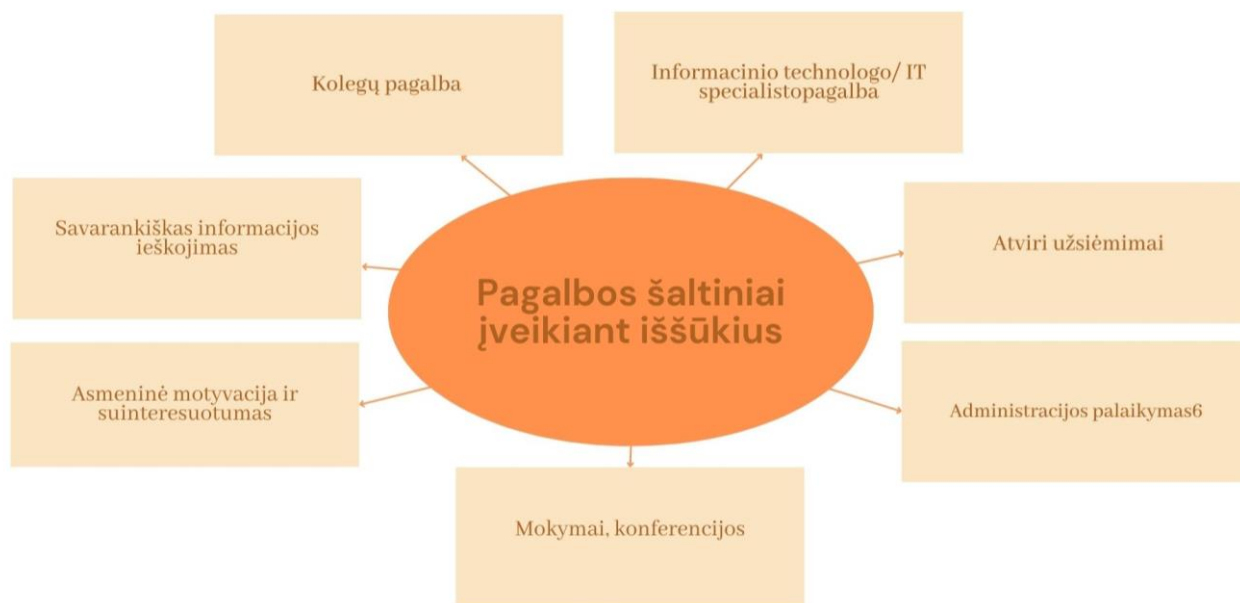 Kolegų pagalba
Informacinio technologo/ IT
specialistopagalba
Savarankiškas informacijos
ieškojimas
Atviri užsiėmimai
Pagalbos šaltiniai
įveikiant iššūkius
Asmeninė motyvacija ir
suinteresuotumas
Administracijos palaikymas6
Mokymai, konferencijos